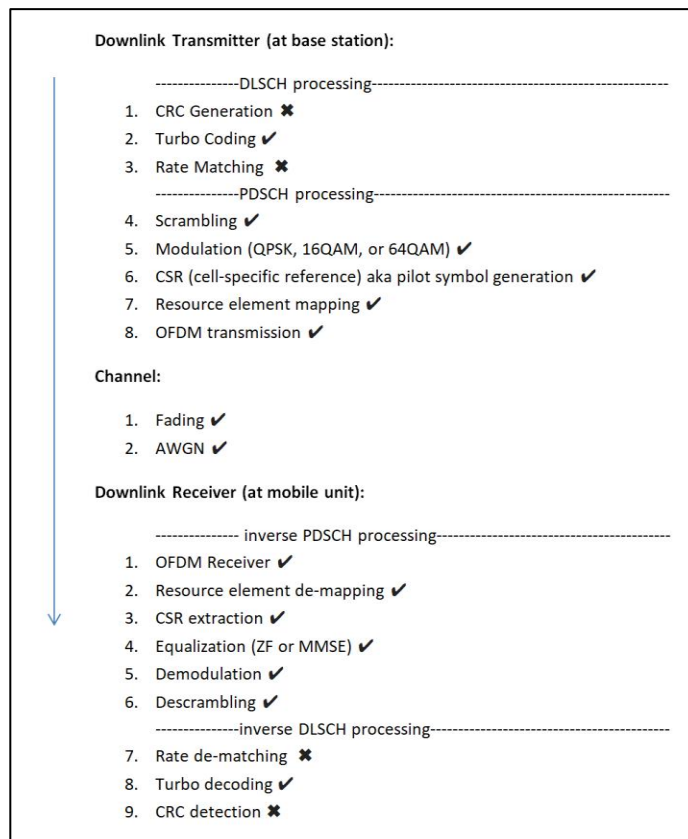 Downlink Transmitter (at base station):
---------------DLSCH processing-----------------------------------------------------
1. CRC Generation ✖
2. Turbo Coding ✔
3. Rate Matching ✖
---------------PDSCH processing-----------------------------------------------------
4. Scrambling ✔
5. Modulation (QPSK, 16QAM, or 64QAM) ✔
6. CSR (cell-specific reference) aka pilot symbol generation ✔
7. Resource element mapping ✔
8. OFDM transmission ✔
Channel:
1. Fading ✔
2. AWGN ✔
Downlink Receiver (at mobile unit):
--------------- inverse PDSCH processing------------------------------------------
1. OFDM Receiver ✔
2. Resource element de-mapping ✔
3. CSR extraction ✔
4. Equalization (ZF or MMSE) ✔
5. Demodulation ✔
6. Descrambling ✔
---------------inverse DLSCH processing-------------------------------------------
7. Rate de-matching ✖
8. Turbo decoding ✔
9. CRC detection ✖